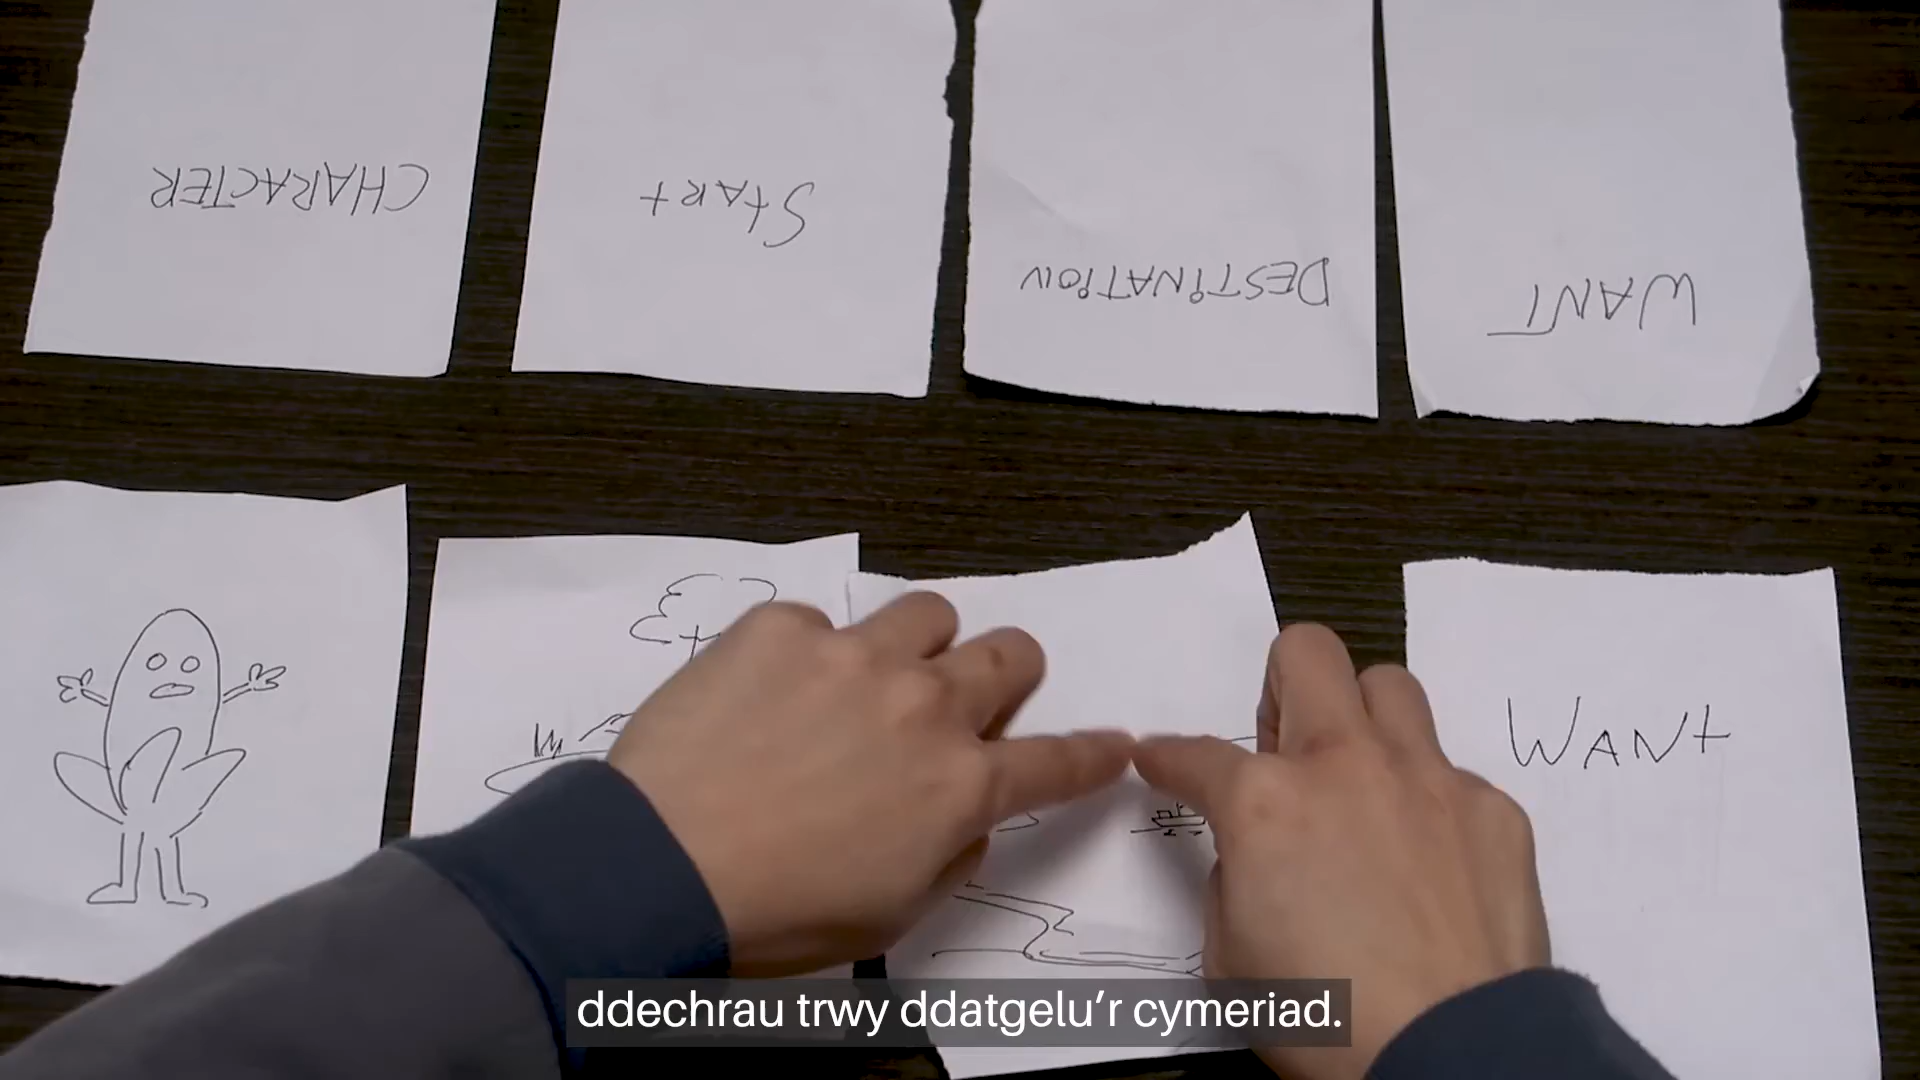 CHARACTER
START
DESTINATION
WANT
WANT
ddechrau trwy ddatgelu’r cymeriad.